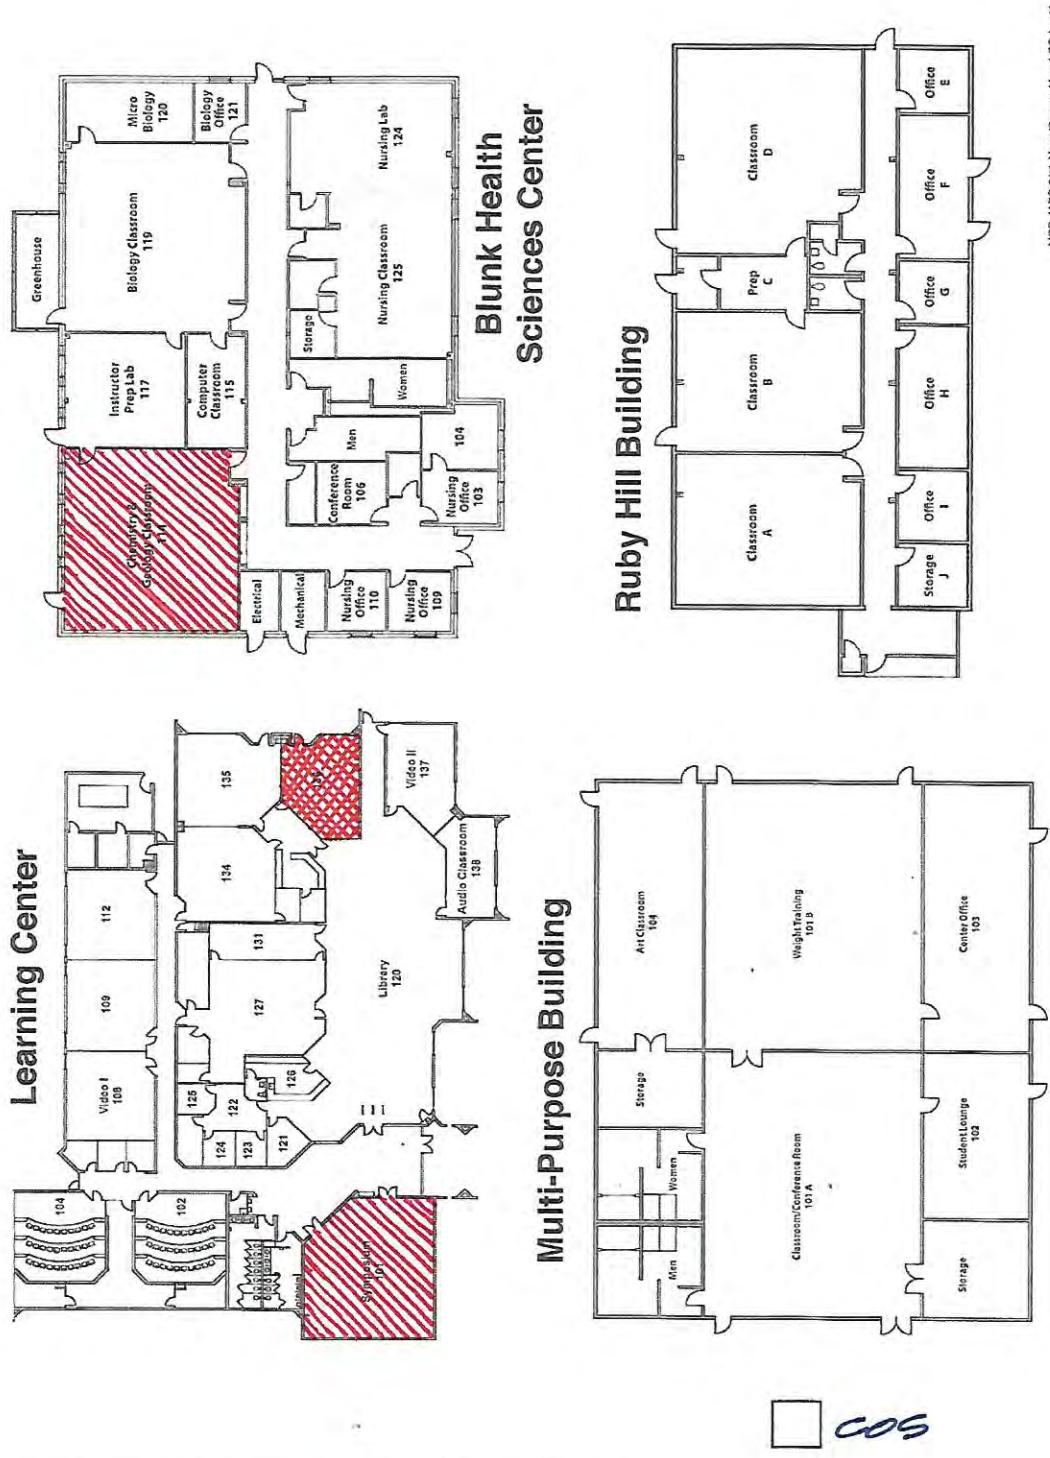 Learning Center
104
102
Symposium
101
Video I
108
109
112
125
124
122
123
121
126
127
131
134
135
136
Library
120
Video II
137
Audio Classroom
138
Blunk Health
Sciences Center
Greenhouse
Chemistry &
Geology Classroom
114
Instructor
Prep Lab
117
Computer
Classroom
115
Biology Classroom
119
Micro
Biology
120
Biology
Office
121
Electrical
Mechanical
Nursing
Office
110
Nursing
Office
109
Conference
Room
106
Men
Nursing
Office
103
104
Women
Storage
Nursing Classroom
125
Nursing Lab
124
Multi-Purpose Building
Men
Women
Storage
Art Classroom
104
Classroom/Conference Room
101 A
Weight Training
101 B
Storage
Student Lounge
102
Center Office
103
Ruby Hill Building
Classroom
A
Classroom
B
Prep
C
Classroom
D
Storage
J
Office
I
Office
H
Office
G
Office
F
Office
E
COS